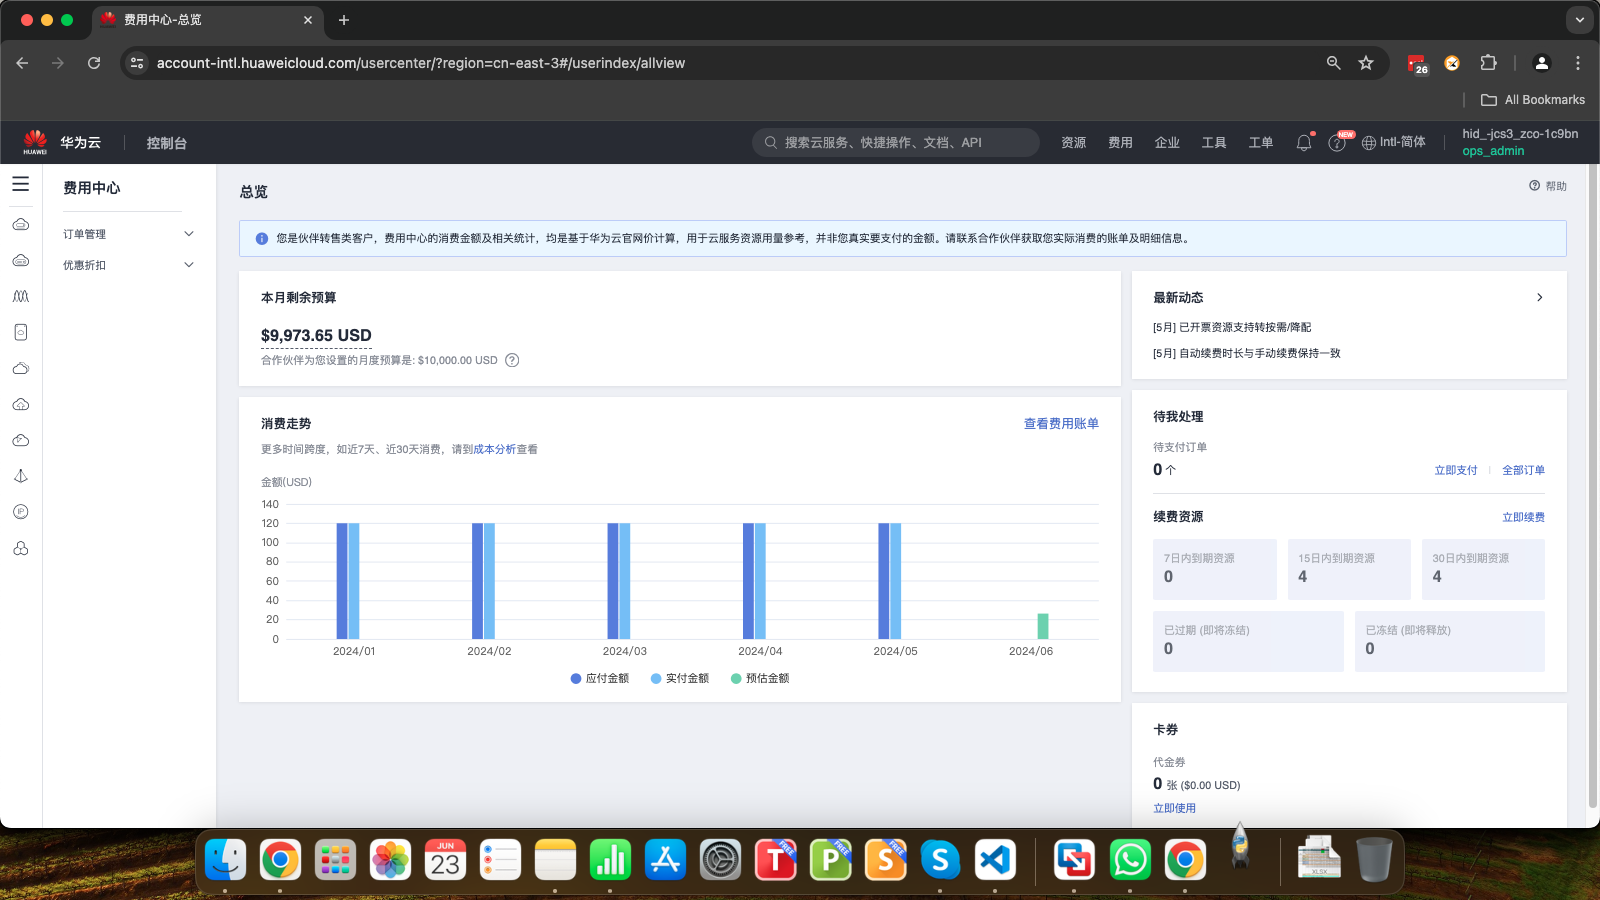 费用中心-总览
account-intl.huaweicloud.com/usercenter/?region=cn-east-3#/userindex/allview
26
All Bookmarks
HUAWEI
华为云
控制台
搜索云服务、快捷操作、文档、API
资源
费用
企业
工具
工单
NEW
Intl-简体
hid_-jcs3_zco-1c9bn
ops_admin
费用中心
订单管理
优惠折扣
IP
总览
帮助
您是伙伴转售类客户，费用中心的消费金额及相关统计，均是基于华为云官网价计算，用于云服务资源用量参考，并非您真实要支付的金额。请联系合作伙伴获取您实际消费的账单及明细信息。
本月剩余预算
$9,973.65 USD
合作伙伴为您设置的月度预算是: $10,000.00 USD
最新动态
[5月] 已开票资源支持转按需/降配
[5月] 自动续费时长与手动续费保持一致
消费走势
查看费用账单
更多时间跨度，如近7天、近30天消费，请到成本分析查看
金额(USD)
140
120
100
80
60
40
20
0
2024/01
2024/02
2024/03
2024/04
2024/05
2024/06
应付金额
实付金额
预估金额
待我处理
待支付订单
0 个
立即支付
全部订单
续费资源
立即续费
7日内到期资源
0
15日内到期资源
4
30日内到期资源
4
已过期 (即将冻结)
0
已冻结 (即将释放)
0
卡券
代金券
0 张 ($0.00 USD)
立即使用
JUN
23
T FREE
P FREE
S FREE
S
XLSX